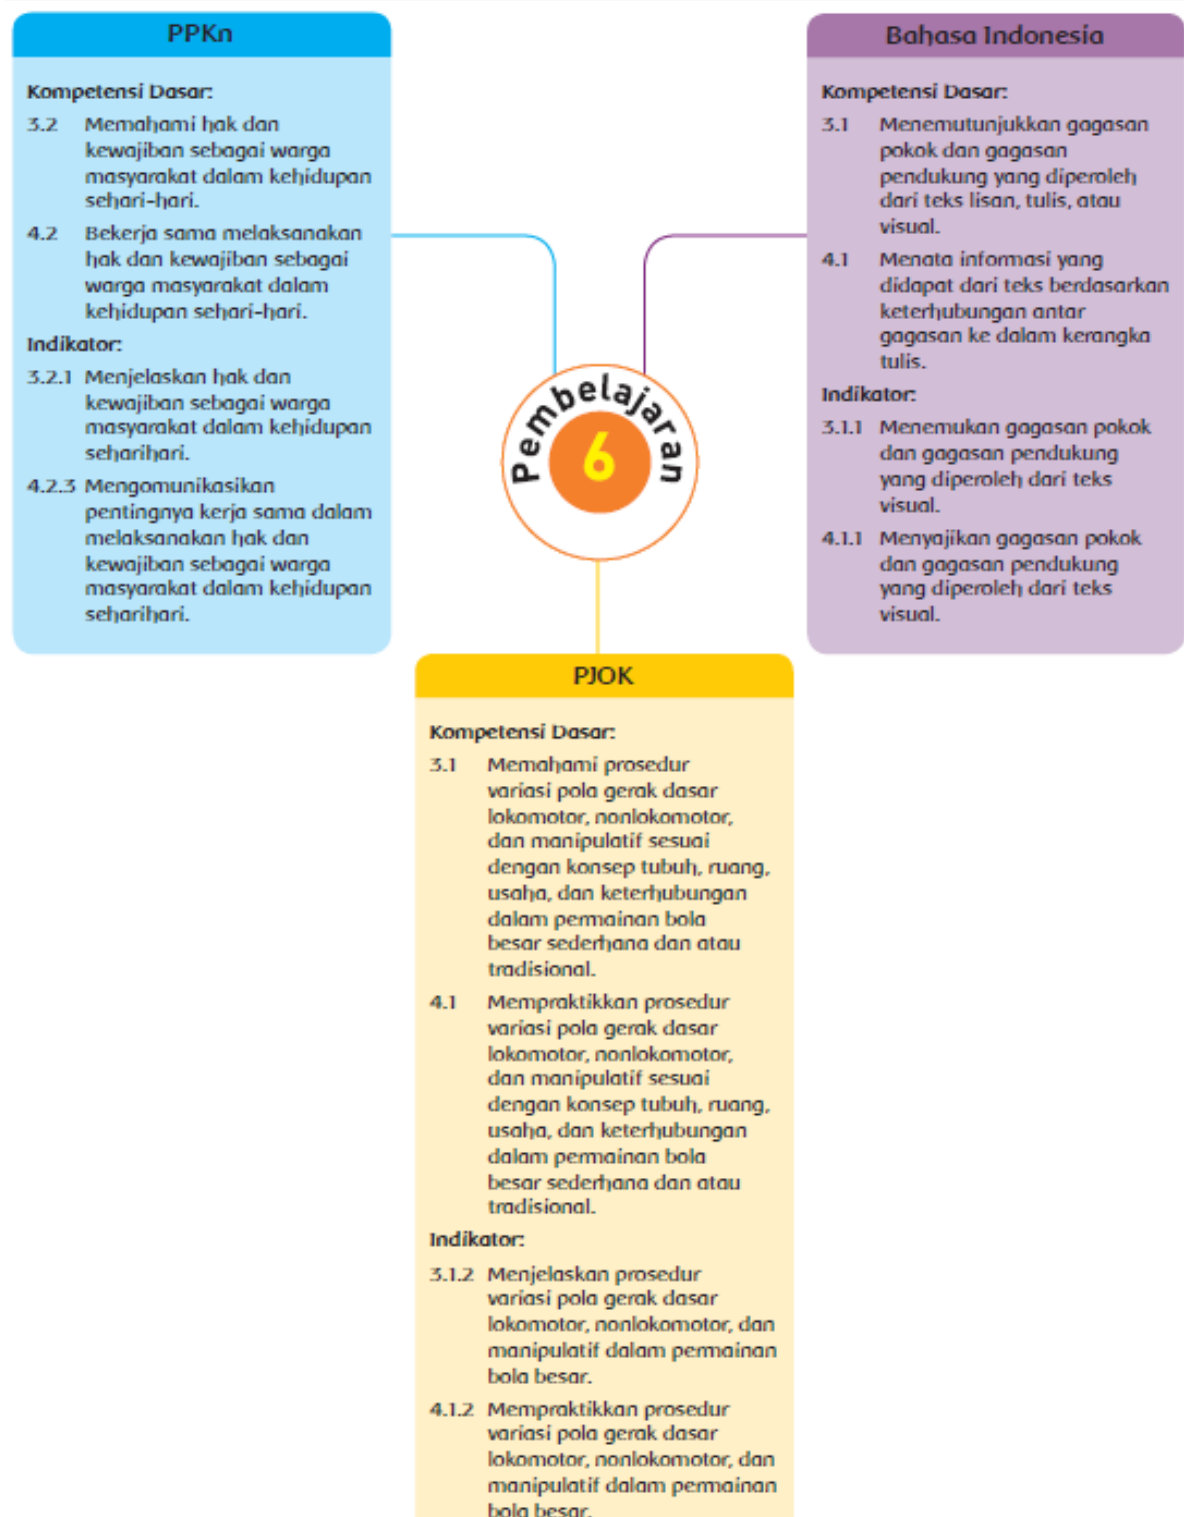 PPKn
Kompetensi Dasar:
3.2 Memahami hak dan
kewajiban sebagai warga
masyarakat dalam kehidupan
sehari-hari.
4.2 Bekerja sama melaksanakan
hak dan kewajiban sebagai
warga masyarakat dalam
kehidupan sehari-hari.
Indikator:
3.2.1 Menjelaskan hak dan
kewajiban sebagai warga
masyarakat dalam kehidupan
seharihari.
4.2.3 Mengomunikasikan
pentingnya kerja sama dalam
melaksanakan hak dan
kewajiban sebagai warga
masyarakat dalam kehidupan
seharihari.
Bahasa Indonesia
Kompetensi Dasar:
3.1 Menemutunjukkan gagasan
pokok dan gagasan
pendukung yang diperoleh
dari teks lisan, tulis, atau
visual.
4.1 Menata informasi yang
didapat dari teks berdasarkan
keterhubungan antar
gagasan ke dalam kerangka
tulis.
Indikator:
3.1.1 Menemukan gagasan pokok
dan gagasan pendukung
yang diperoleh dari teks
visual.
4.1.1 Menyajikan gagasan pokok
dan gagasan pendukung
yang diperoleh dari teks
visual.
Pembelajaran
6
PJOK
Kompetensi Dasar:
3.1 Memahami prosedur
variasi pola gerak dasar
lokomotor, nonlokomotor,
dan manipulatif sesuai
dengan konsep tubuh, ruang,
usaha, dan keterhubungan
dalam permainan bola
besar sederhana dan atau
tradisional.
4.1 Mempraktikkan prosedur
variasi pola gerak dasar
lokomotor, nonlokomotor,
dan manipulatif sesuai
dengan konsep tubuh, ruang,
usaha, dan keterhubungan
dalam permainan bola
besar sederhana dan atau
tradisional.
Indikator:
3.1.2 Menjelaskan prosedur
variasi pola gerak dasar
lokomotor, nonlokomotor, dan
manipulatif dalam permainan
bola besar.
4.1.2 Mempraktikkan prosedur
variasi pola gerak dasar
lokomotor, nonlokomotor, dan
manipulatif dalam permainan
bola besar.